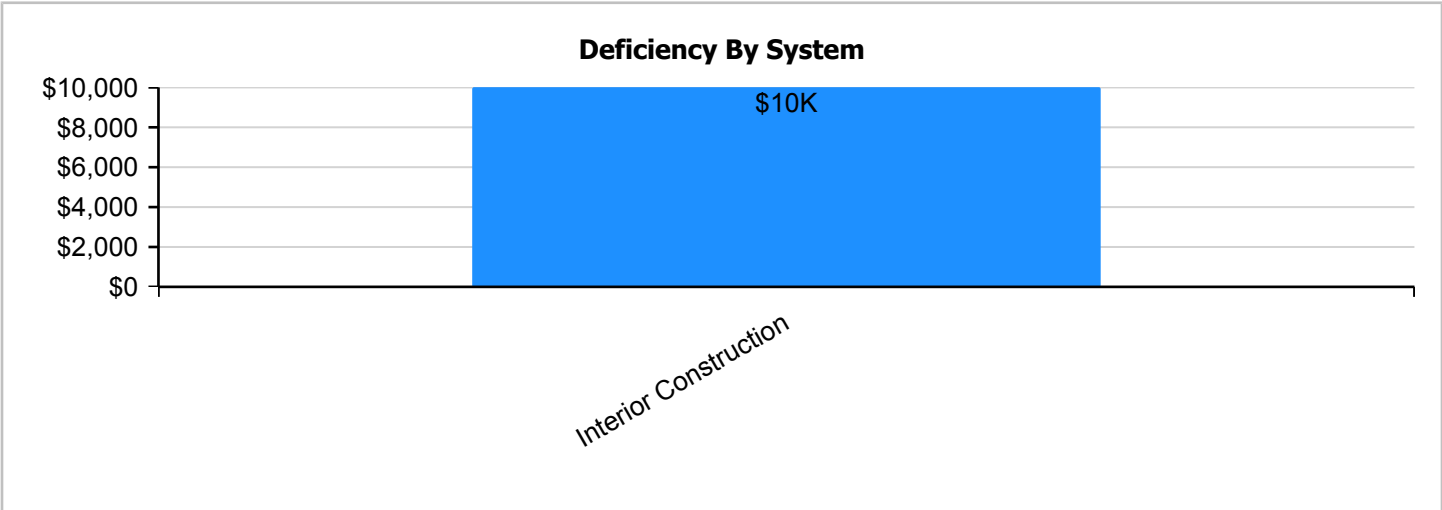 Deficiency By System
$10,000
$10K
$8,000
$6,000
$4,000
$2,000
$0
Interior Construction